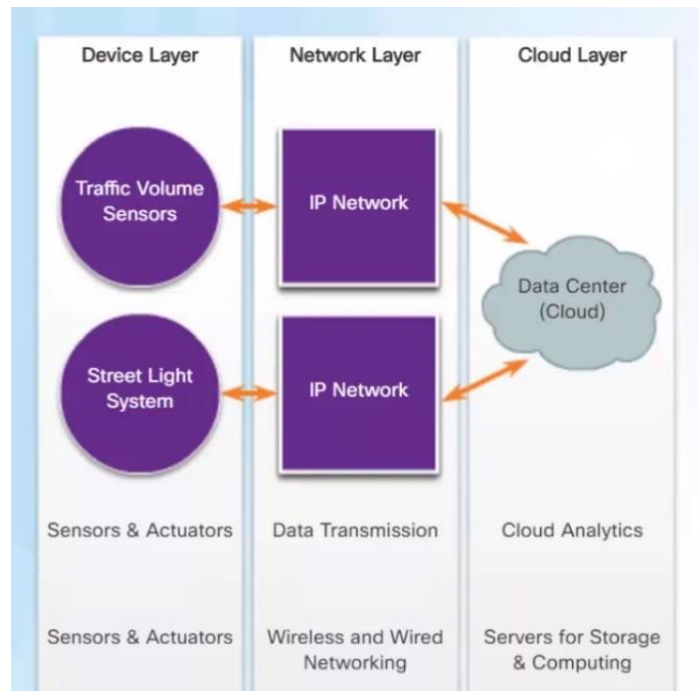 Device Layer
Network Layer
Cloud Layer
Traffic Volume
Sensors
IP Network
Data Center
(Cloud)
Street Light
System
IP Network
Sensors & Actuators
Data Transmission
Cloud Analytics
Sensors & Actuators
Wireless and Wired
Networking
Servers for Storage
& Computing